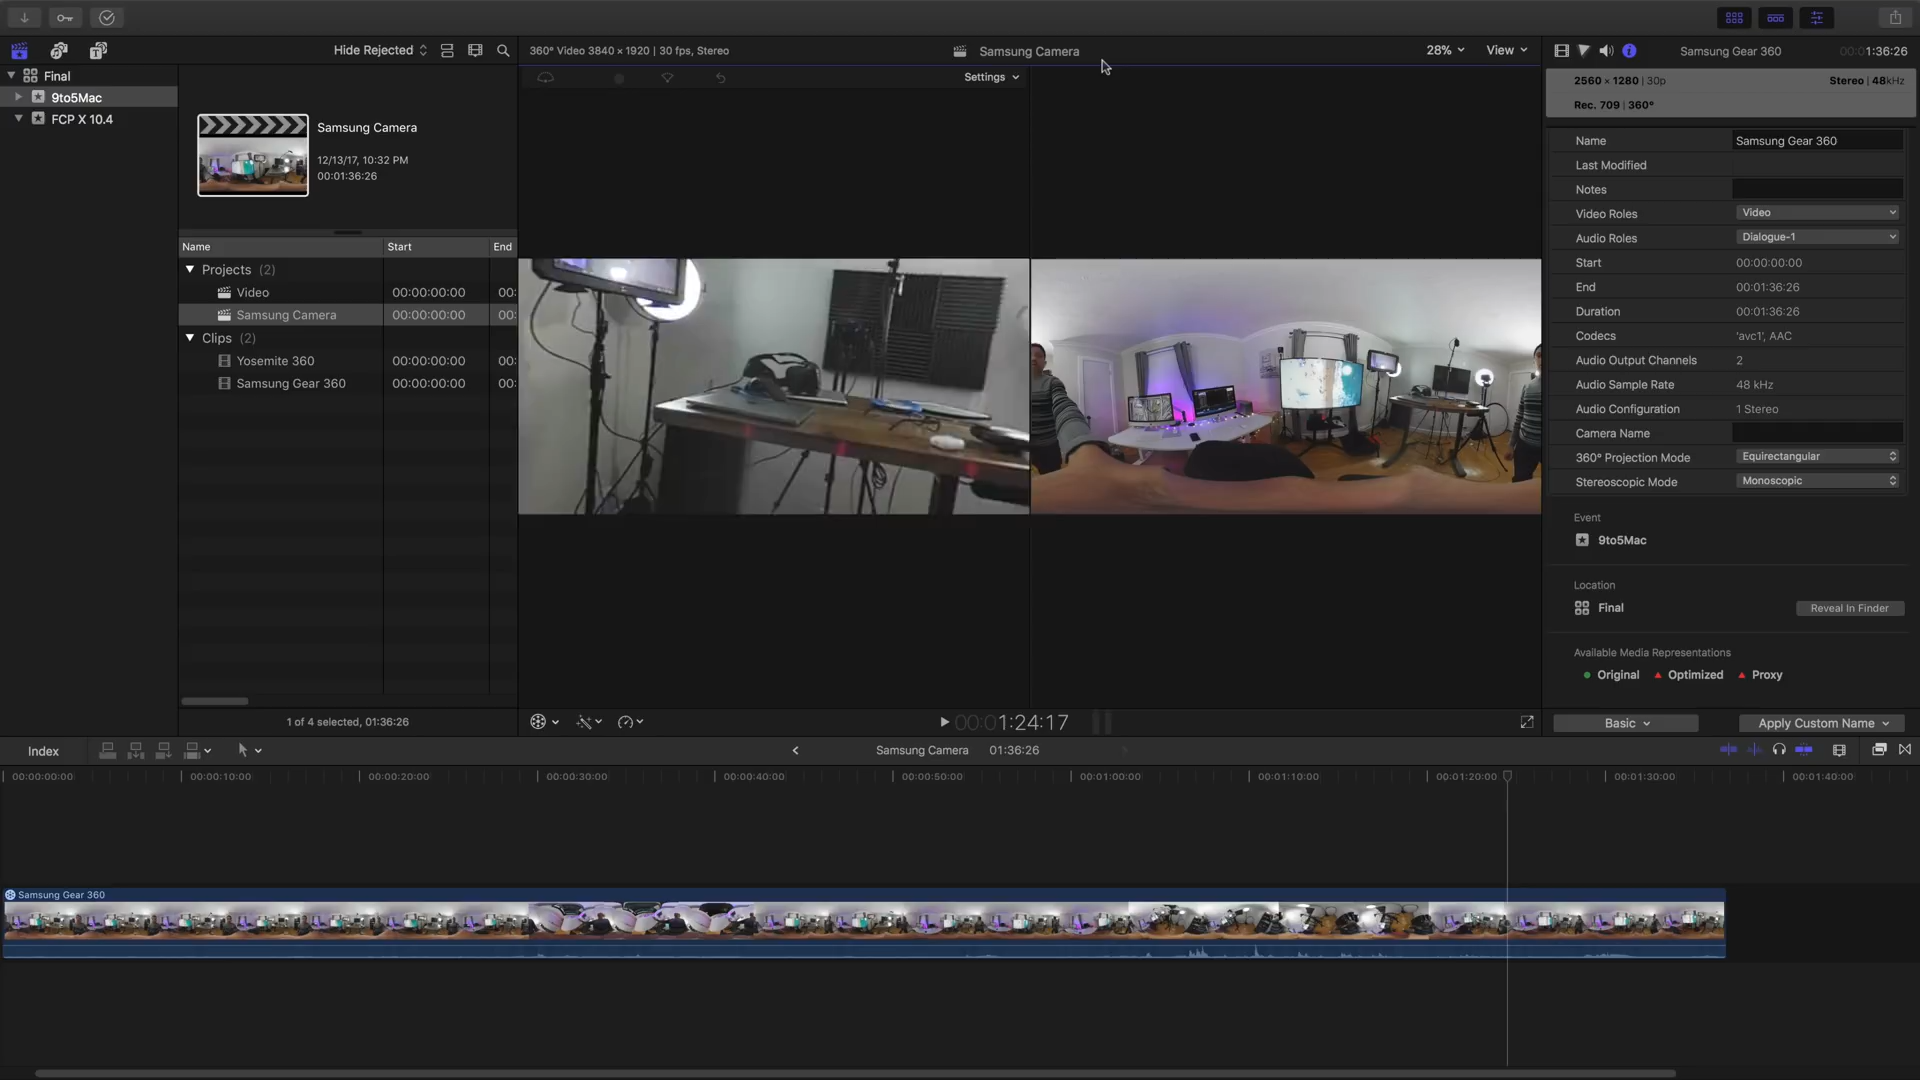 Hide Rejected
360° Video 3840 × 1920 | 30 fps, Stereo
Samsung Camera
28%
View
Samsung Gear 360
00:01:36:26
Final
9to5Mac
FCP X 10.4
Samsung Camera
12/13/17, 10:32 PM
00:01:36:26
Settings
Name
Start
End
Projects (2)
Video
00:00:00:00
00:
Samsung Camera
00:00:00:00
00:
Clips (2)
Yosemite 360
00:00:00:00
00:
Samsung Gear 360
00:00:00:00
00:
1 of 4 selected, 01:36:26
00:01:24:17
2560 × 1280 | 30p
Stereo | 48kHz
Rec. 709 | 360°
Name
Samsung Gear 360
Last Modified
Notes
Video Roles
Video
Audio Roles
Dialogue-1
Start
00:00:00:00
End
00:01:36:26
Duration
00:01:36:26
Codecs
'avc1', AAC
Audio Output Channels
2
Audio Sample Rate
48 kHz
Audio Configuration
1 Stereo
Camera Name
360° Projection Mode
Equirectangular
Stereoscopic Mode
Monoscopic
Event
9to5Mac
Location
Final
Reveal In Finder
Available Media Representations
Original
Optimized
Proxy
Basic
Apply Custom Name
Index
Samsung Camera
01:36:26
00:00:00:00
00:00:10:00
00:00:20:00
00:00:30:00
00:00:40:00
00:00:50:00
00:01:00:00
00:01:10:00
00:01:20:00
00:01:30:00
00:01:40:00
Samsung Gear 360